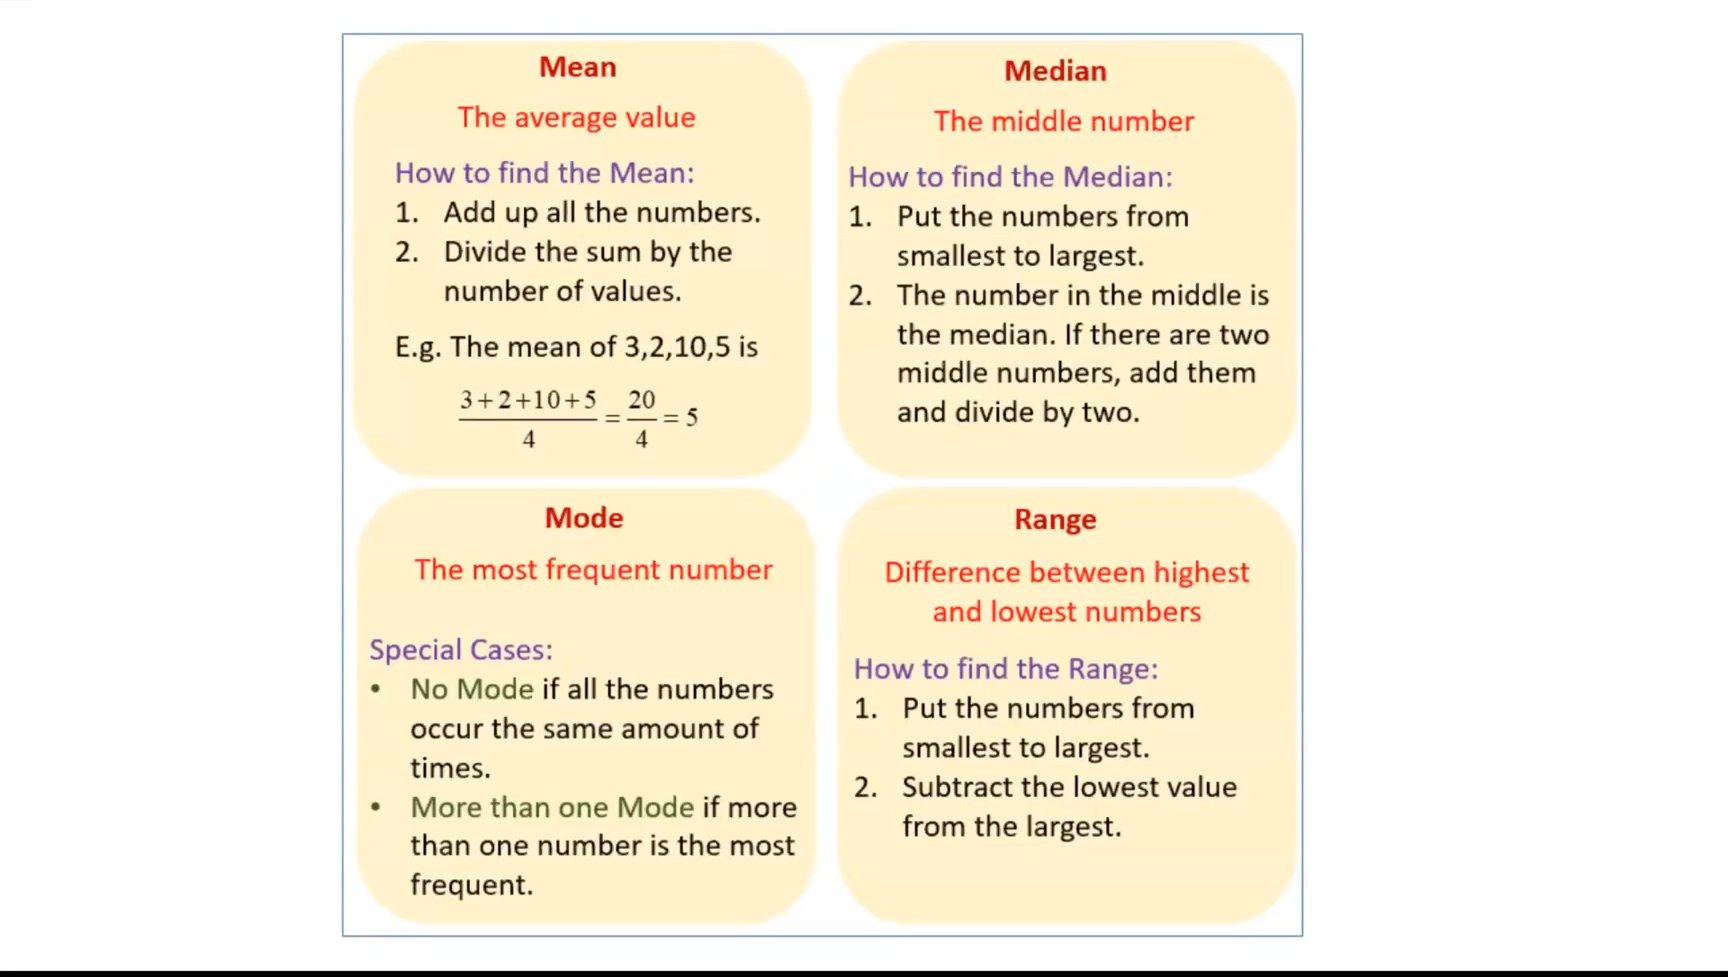 Mean
The average value
How to find the Mean:
1. Add up all the numbers.
2. Divide the sum by the
number of values.
E.g. The mean of 3,2,10,5 is
3+2+10+5
4
= 20
4
= 5
Median
The middle number
How to find the Median:
1. Put the numbers from
smallest to largest.
2. The number in the middle is
the median. If there are two
middle numbers, add them
and divide by two.
Mode
The most frequent number
Special Cases:
• No Mode if all the numbers
occur the same amount of
times.
• More than one Mode if more
than one number is the most
frequent.
Range
Difference between highest
and lowest numbers
How to find the Range:
1. Put the numbers from
smallest to largest.
2. Subtract the lowest value
from the largest.